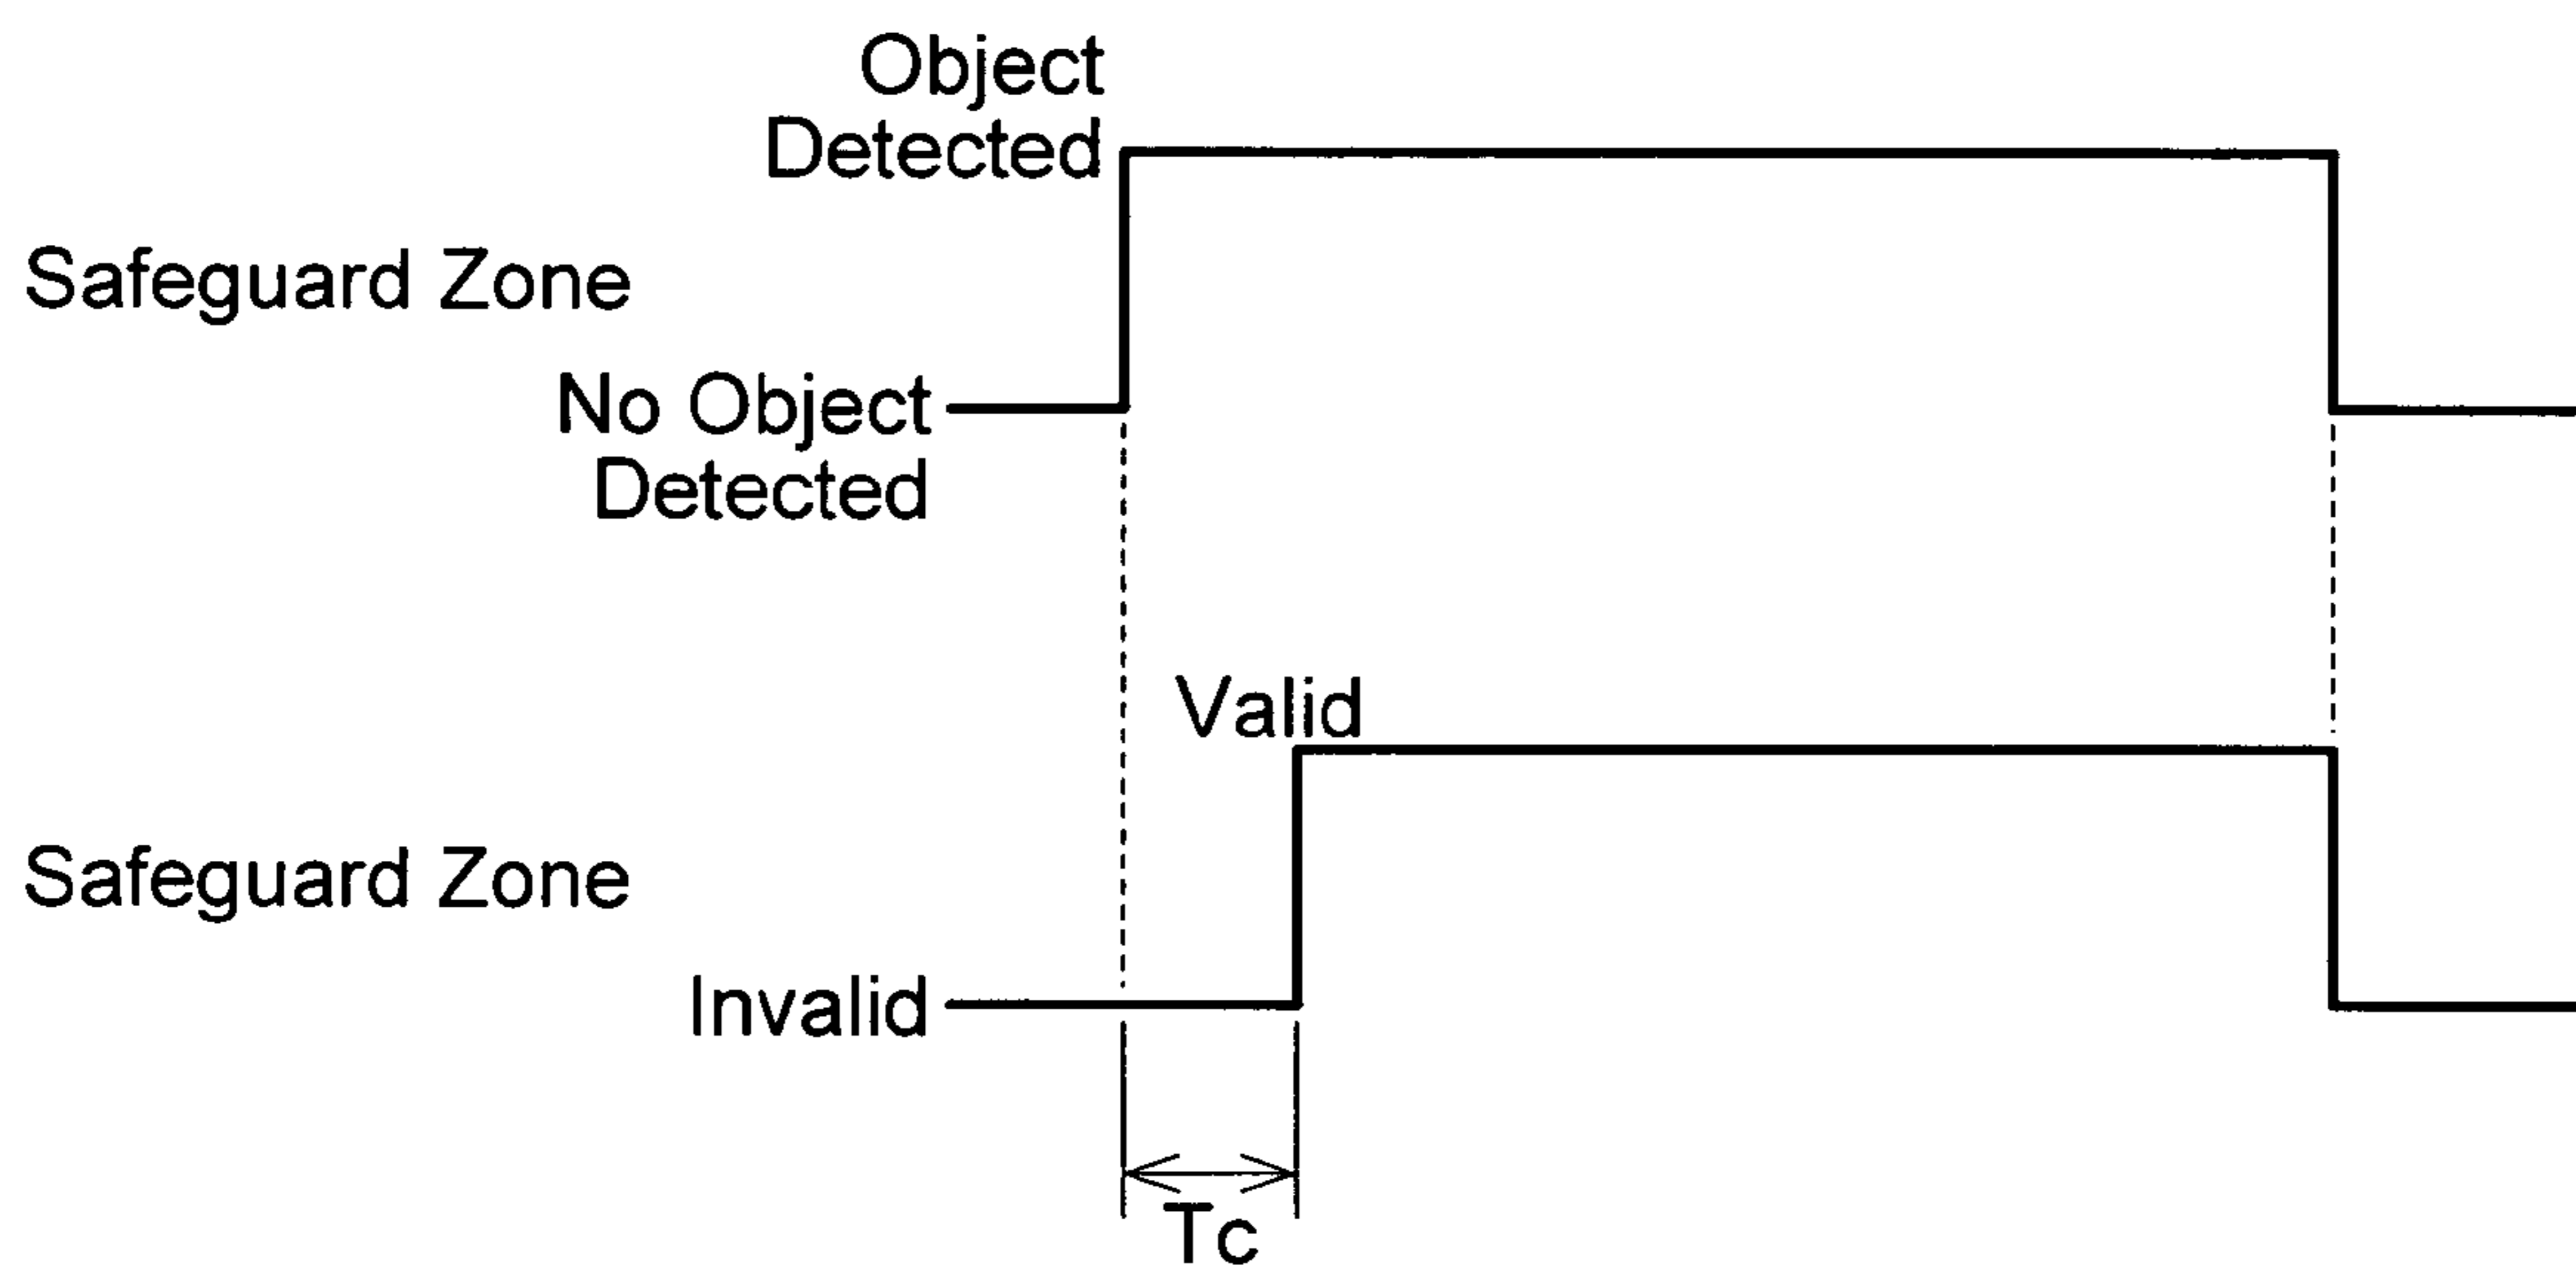 Object
Detected
Safeguard Zone
No Object
Detected
Valid
Safeguard Zone
Invalid
Tc